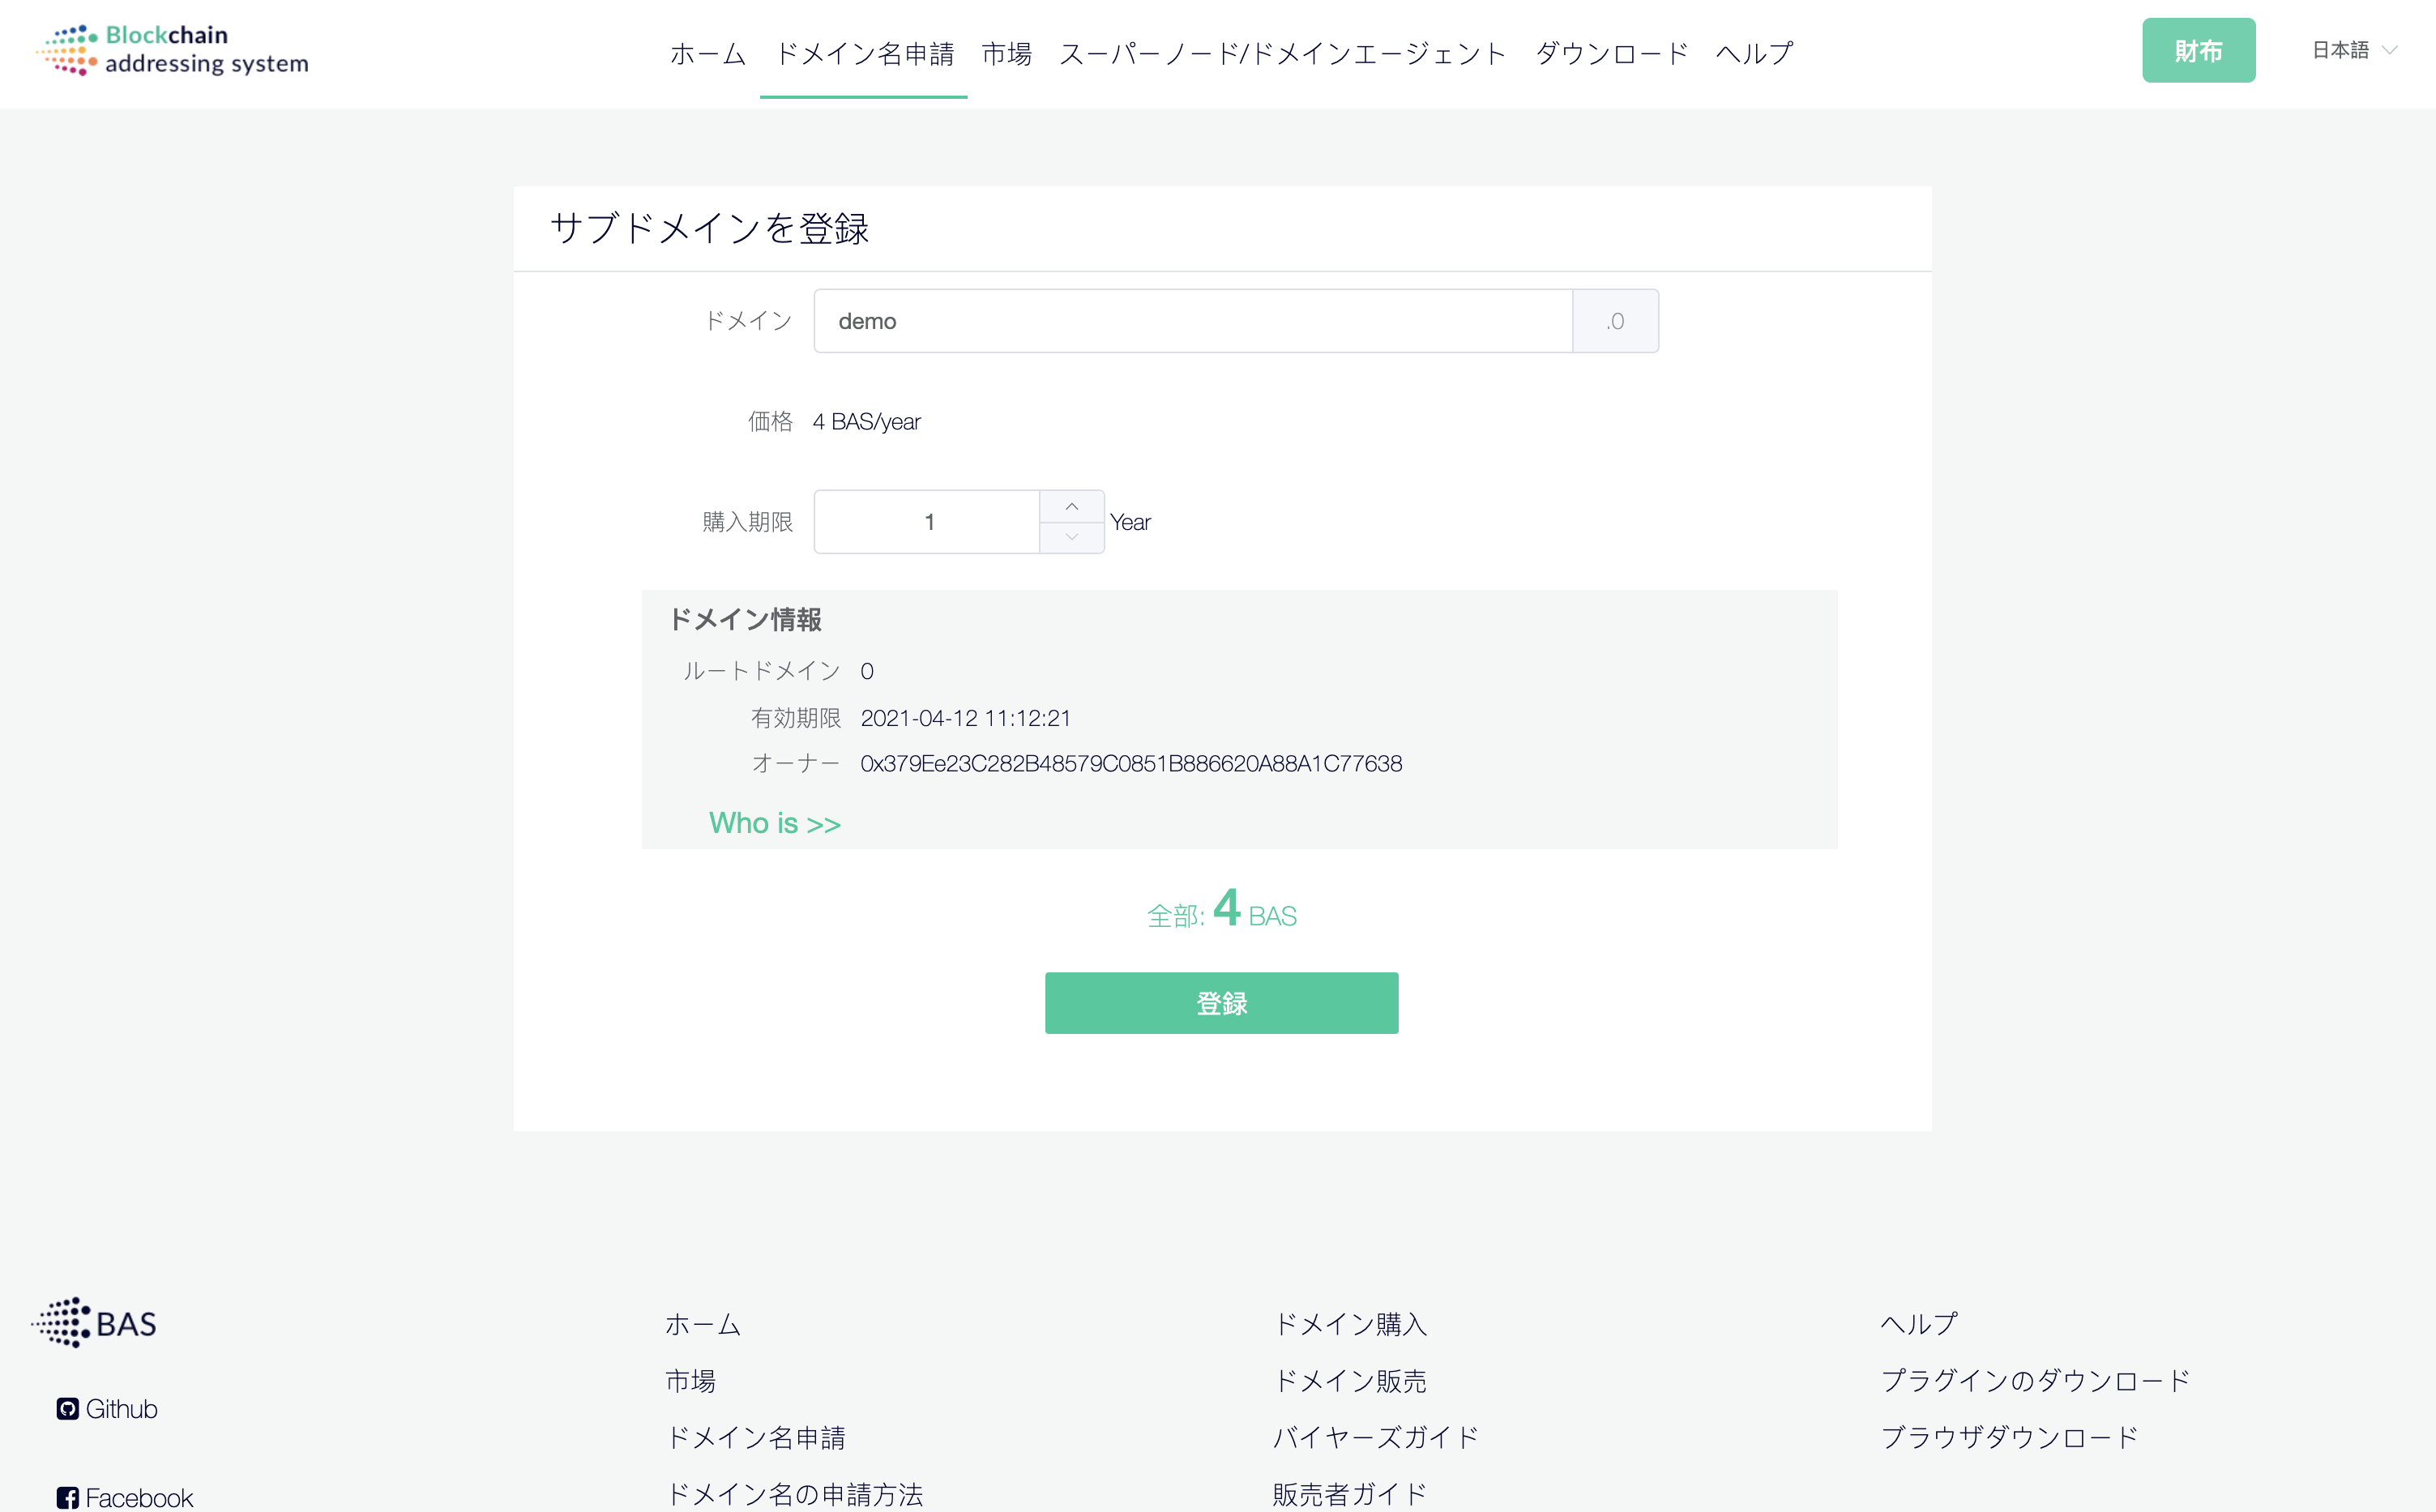 Blockchain
addressing system
ホーム ドメイン名申請 市場 スーパーノード/ドメインエージェント ダウンロード ヘルプ
財布
日本語
サブドメインを登録
ドメイン demo .0
価格 4 BAS/year
購入期限 1 Year
ドメイン情報
ルートドメイン 0
有効期限 2021-04-12 11:12:21
オーナー 0x379Ee23C282B48579C0851B886620A88A1C77638
Who is >>
全部: 4 BAS
登録
BAS
Github
Facebook
ホーム
市場
ドメイン名申請
ドメイン名の申請方法
ドメイン購入
ドメイン販売
バイヤーズガイド
販売者ガイド
ヘルプ
プラグインのダウンロード
ブラウザダウンロード